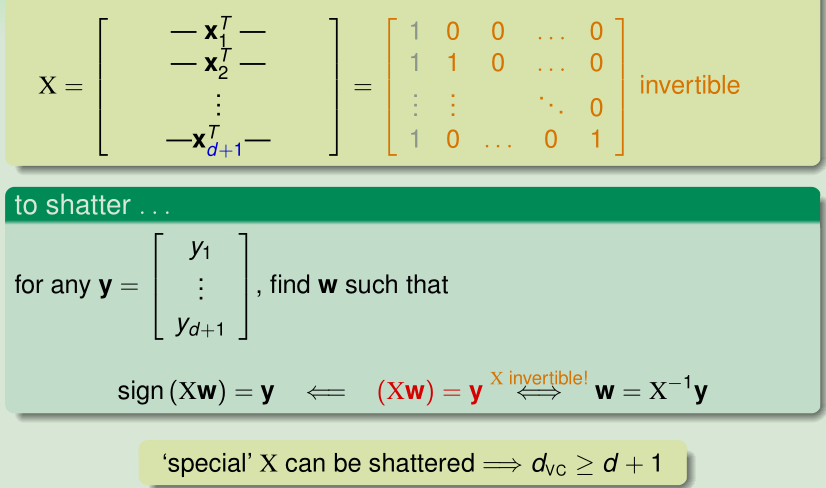 X = [ — x₁ᵀ — ; — x₂ᵀ — ; ⋮ ; —x_{d+1}ᵀ— ] = [ 1 0 0 … 0 ; 1 1 0 … 0 ; ⋮ ⋮ ⋱ 0 ; 1 0 … 0 1 ] invertible
to shatter …
for any y = [ y₁ ; ⋮ ; y_{d+1} ] , find w such that
sign (Xw) = y ⟸ (Xw) = y X invertible! ⟺ w = X⁻¹y
‘special’ X can be shattered ⟹ d_VC ≥ d + 1